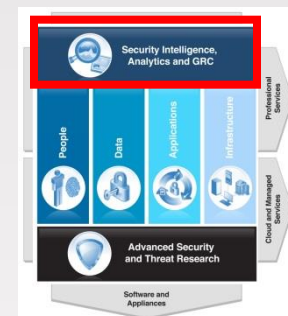 Security Intelligence,
Analytics and GRC
People
Data
Applications
Infrastructure
Advanced Security
and Threat Research
Software and
Appliances
Professional
Services
Cloud and Managed
Services